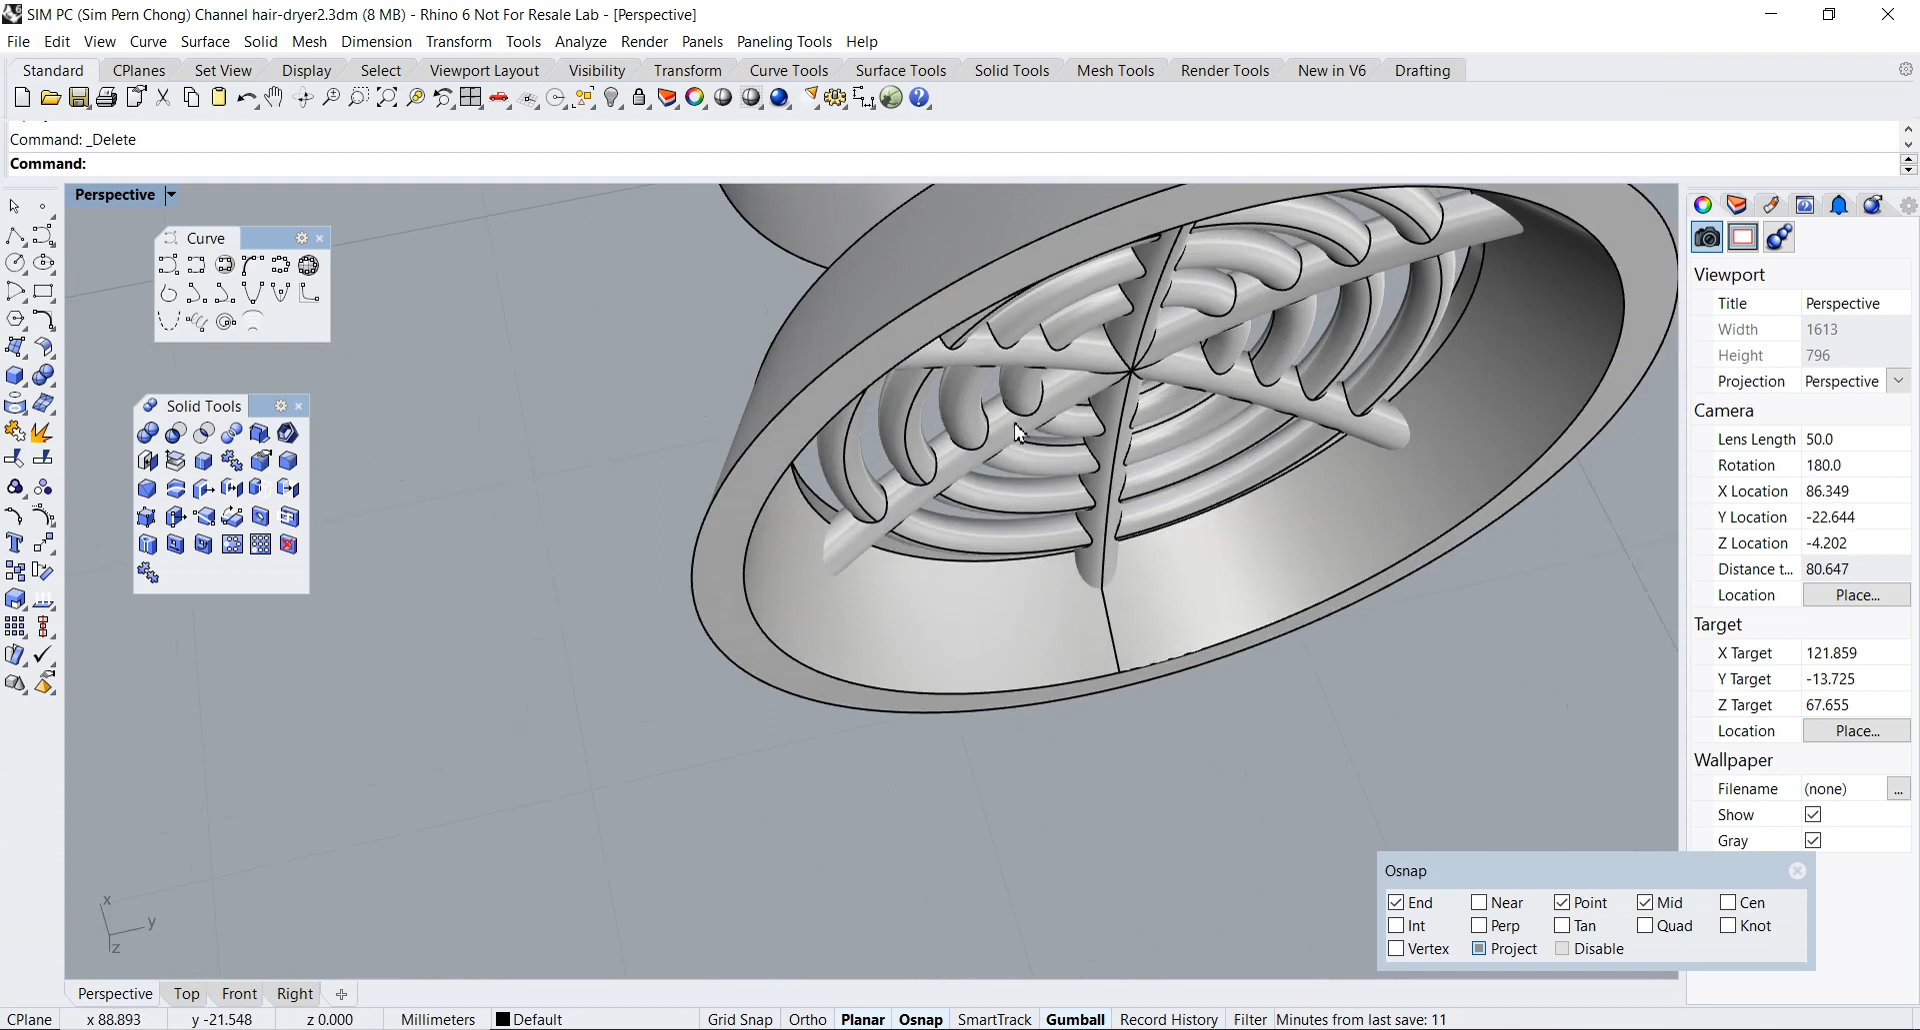 SIM PC (Sim Pern Chong) Channel hair-dryer2.3dm (8 MB) - Rhino 6 Not For Resale Lab - [Perspective]
File Edit View Curve Surface Solid Mesh Dimension Transform Tools Analyze Render Panels Paneling Tools Help
Standard CPlanes Set View Display Select Viewport Layout Visibility Transform Curve Tools Surface Tools Solid Tools Mesh Tools Render Tools New in V6 Drafting
Command: _Delete
Command:
Perspective
Curve
Solid Tools
Viewport
Title Perspective
Width 1613
Height 796
Projection Perspective
Camera
Lens Length 50.0
Rotation 180.0
X Location 86.349
Y Location -22.644
Z Location -4.202
Distance t... 80.647
Location Place...
Target
X Target 121.859
Y Target -13.725
Z Target 67.655
Location Place...
Wallpaper
Filename (none) ...
Show
Gray
Osnap
End Near Point Mid Cen
Int Perp Tan Quad Knot
Vertex Project Disable
x
y
z
Perspective Top Front Right
CPlane x 88.893 y -21.548 z 0.000 Millimeters Default Grid Snap Ortho Planar Osnap SmartTrack Gumball Record History Filter Minutes from last save: 11